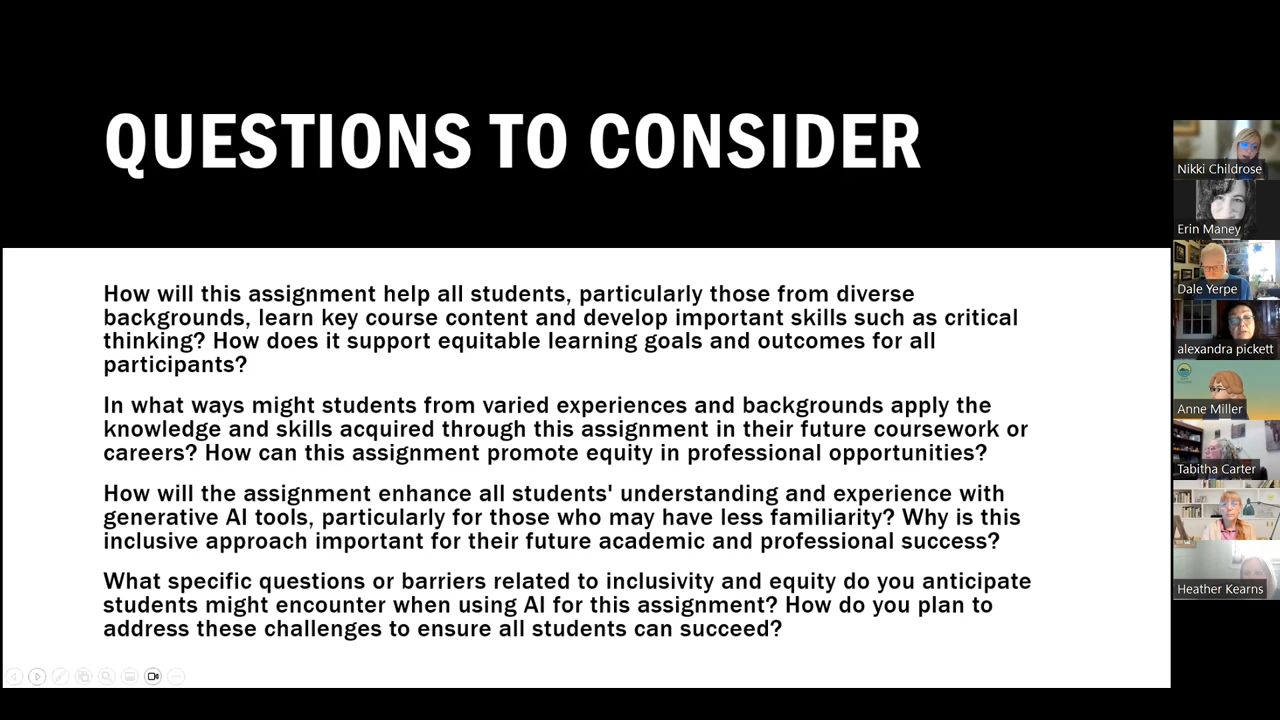 QUESTIONS TO CONSIDER
How will this assignment help all students, particularly those from diverse
backgrounds, learn key course content and develop important skills such as critical
thinking? How does it support equitable learning goals and outcomes for all
participants?
In what ways might students from varied experiences and backgrounds apply the
knowledge and skills acquired through this assignment in their future coursework or
careers? How can this assignment promote equity in professional opportunities?
How will the assignment enhance all students' understanding and experience with
generative AI tools, particularly for those who may have less familiarity? Why is this
inclusive approach important for their future academic and professional success?
What specific questions or barriers related to inclusivity and equity do you anticipate
students might encounter when using AI for this assignment? How do you plan to
address these challenges to ensure all students can succeed?
Nikki Childrose
Erin Maney
Dale Yerpe
alexandra pickett
Anne Miller
Tabitha Carter
Heather Kearns